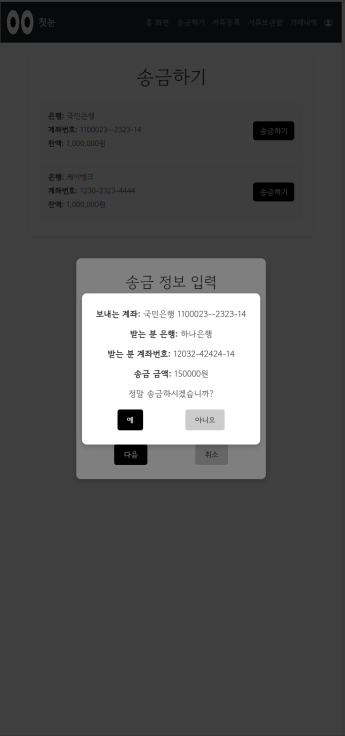 첫눈
홈 화면 송금하기 서류등록 서류보관함 거래내역
송금하기
은행: 국민은행
계좌번호: 1100023--2323-14
잔액: 1,000,000원
송금하기
은행: 케이뱅크
계좌번호: 1230-2323-4444
잔액: 1,000,000원
송금하기
송금 정보 입력
보내는 계좌: 국민은행 1100023--2323-14
받는 분 은행: 하나은행
받는 분 계좌번호: 12032-42424-14
송금 금액: 150000원
정말 송금하시겠습니까?
예 아니오
다음 취소